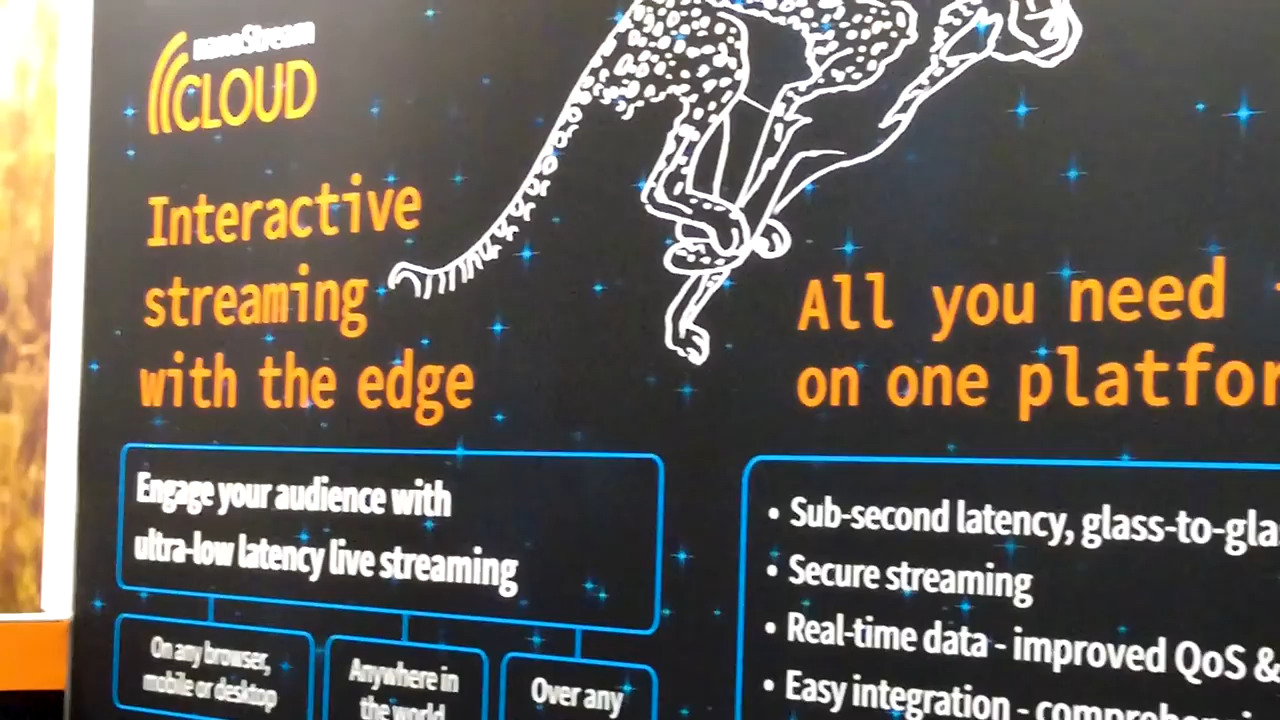 nanoStream
CLOUD
Interactive
streaming
with the edge
All you need
on one platfor
Engage your audience with
ultra-low latency live streaming
On any browser,
mobile or desktop
Anywhere in
the world
Over any
• Sub-second latency, glass-to-gla
• Secure streaming
• Real-time data - improved QoS &
• Easy integration - comprehensi